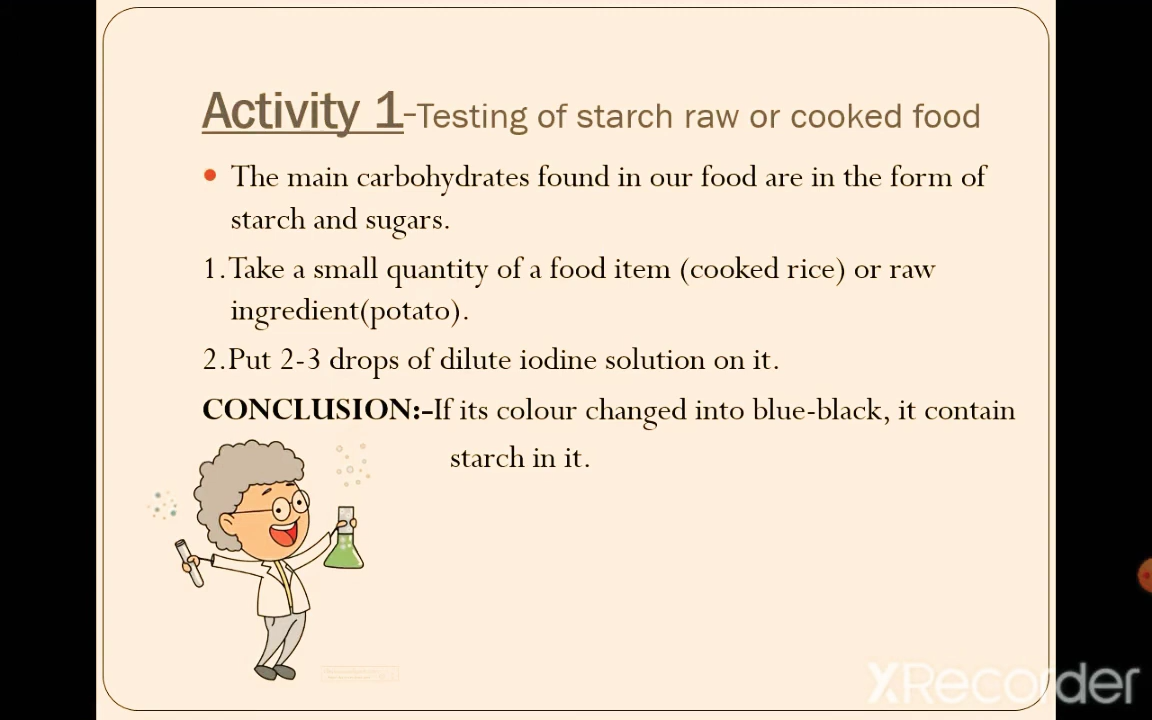 Activity 1-Testing of starch raw or cooked food
The main carbohydrates found in our food are in the form of
starch and sugars.
1.Take a small quantity of a food item (cooked rice) or raw
ingredient(potato).
2.Put 2-3 drops of dilute iodine solution on it.
CONCLUSION:-If its colour changed into blue-black, it contain
starch in it.
XRecorder